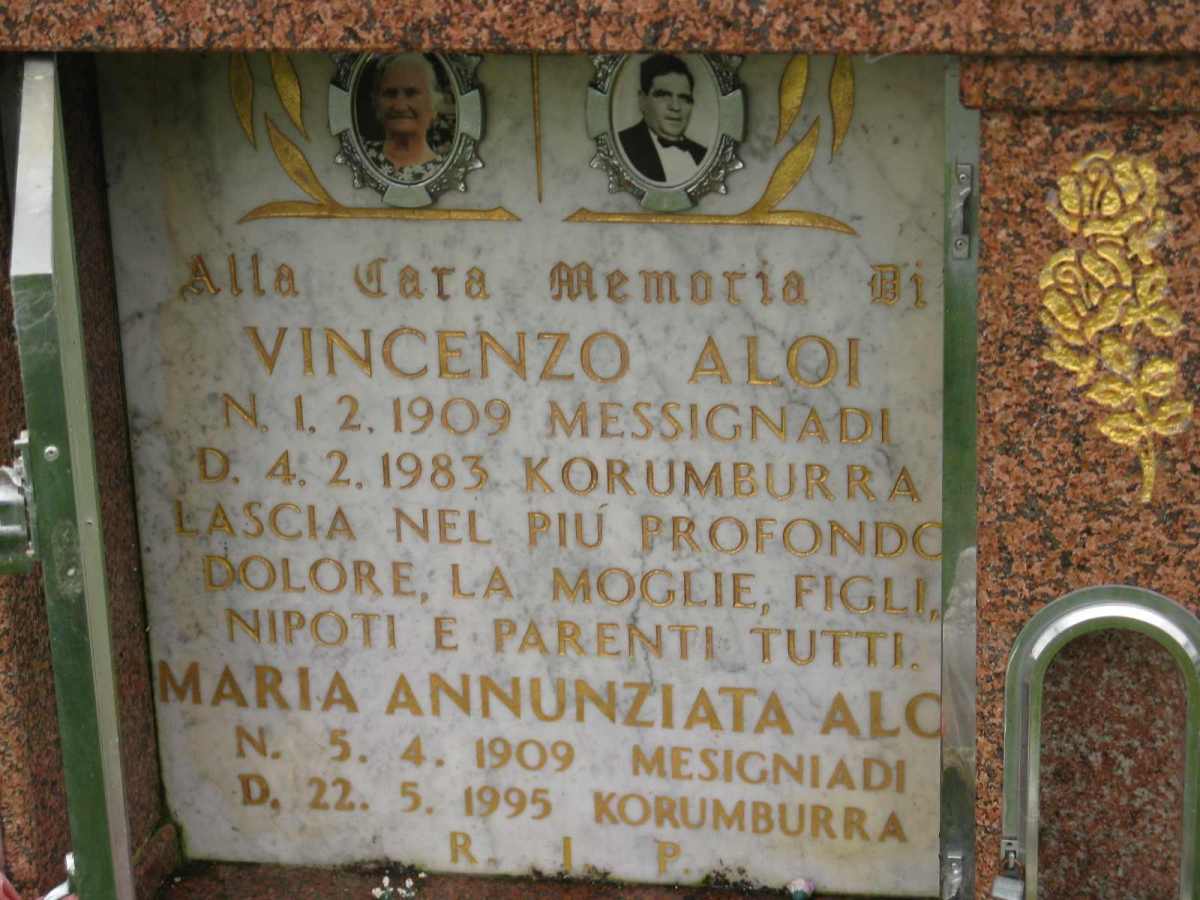 Alla Cara Memoria Di
VINCENZO ALOI
N. 1. 2. 1909 MESSIGNADI
D. 4. 2. 1983 KORUMBURRA
LASCIA NEL PIÚ PROFONDO
DOLORE, LA MOGLIE, FIGLI,
NIPOTI E PARENTI TUTTI.
MARIA ANNUNZIATA ALO
N. 5. 4. 1909 MESIGNIADI
D. 22. 5. 1995 KORUMBURRA
R. I. P.